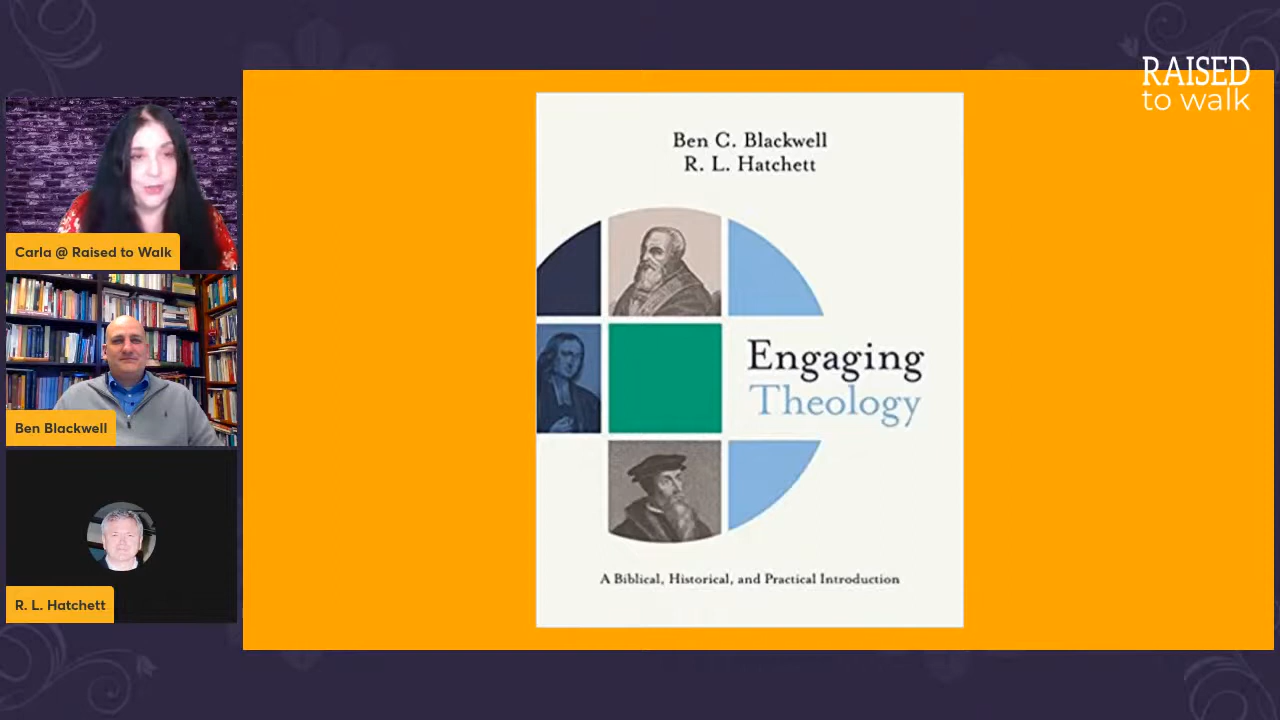 RAISED
to walk
Carla @ Raised to Walk
Ben Blackwell
R. L. Hatchett
Ben C. Blackwell
R. L. Hatchett
Engaging
Theology
A Biblical, Historical, and Practical Introduction